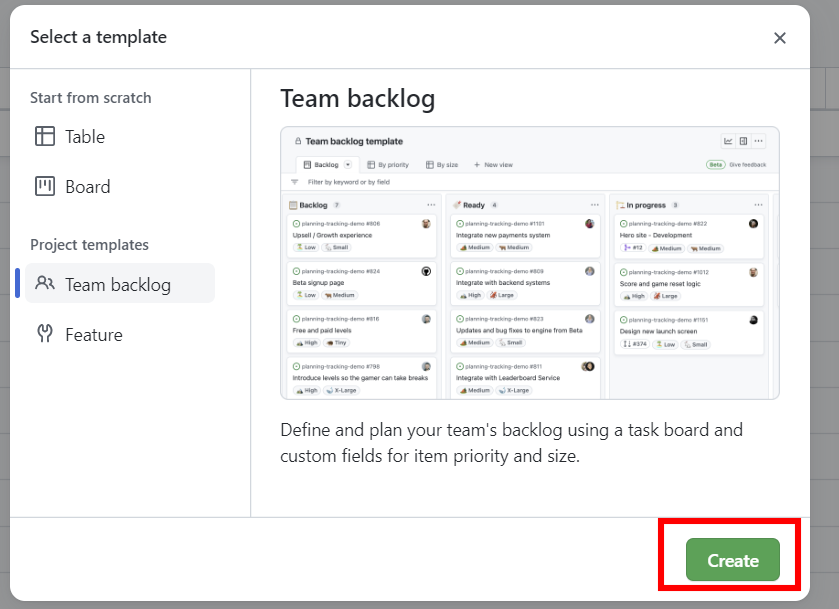 Select a template
Start from scratch
Table
Board
Project templates
Team backlog
Feature
Team backlog
Team backlog template
Backlog
By priority
By size
+ New view
Beta
Give feedback
Filter by keyword or by field
Backlog 7
planning-tracking-demo #808
Upsell / Growth experience
Low
Small
planning-tracking-demo #824
Beta signup page
Low
Medium
planning-tracking-demo #816
Free and paid levels
High
Tiny
planning-tracking-demo #796
Introduce levels so the gamer can take breaks
High
X-Large
Ready 4
planning-tracking-demo #1101
Integrate new payments system
Medium
Medium
planning-tracking-demo #809
Integrate with backend systems
High
Large
planning-tracking-demo #823
Updates and bug fixes to engine from Beta
Medium
Small
planning-tracking-demo #811
Integrate with Leaderboard Service
Medium
X-Large
In progress 3
planning-tracking-demo #822
Hero site - Development
#12
Medium
Medium
planning-tracking-demo #1012
Score and game reset logic
High
Large
planning-tracking-demo #1151
Design new launch screen
#374
Low
Small
Define and plan your team's backlog using a task board and
custom fields for item priority and size.
Create